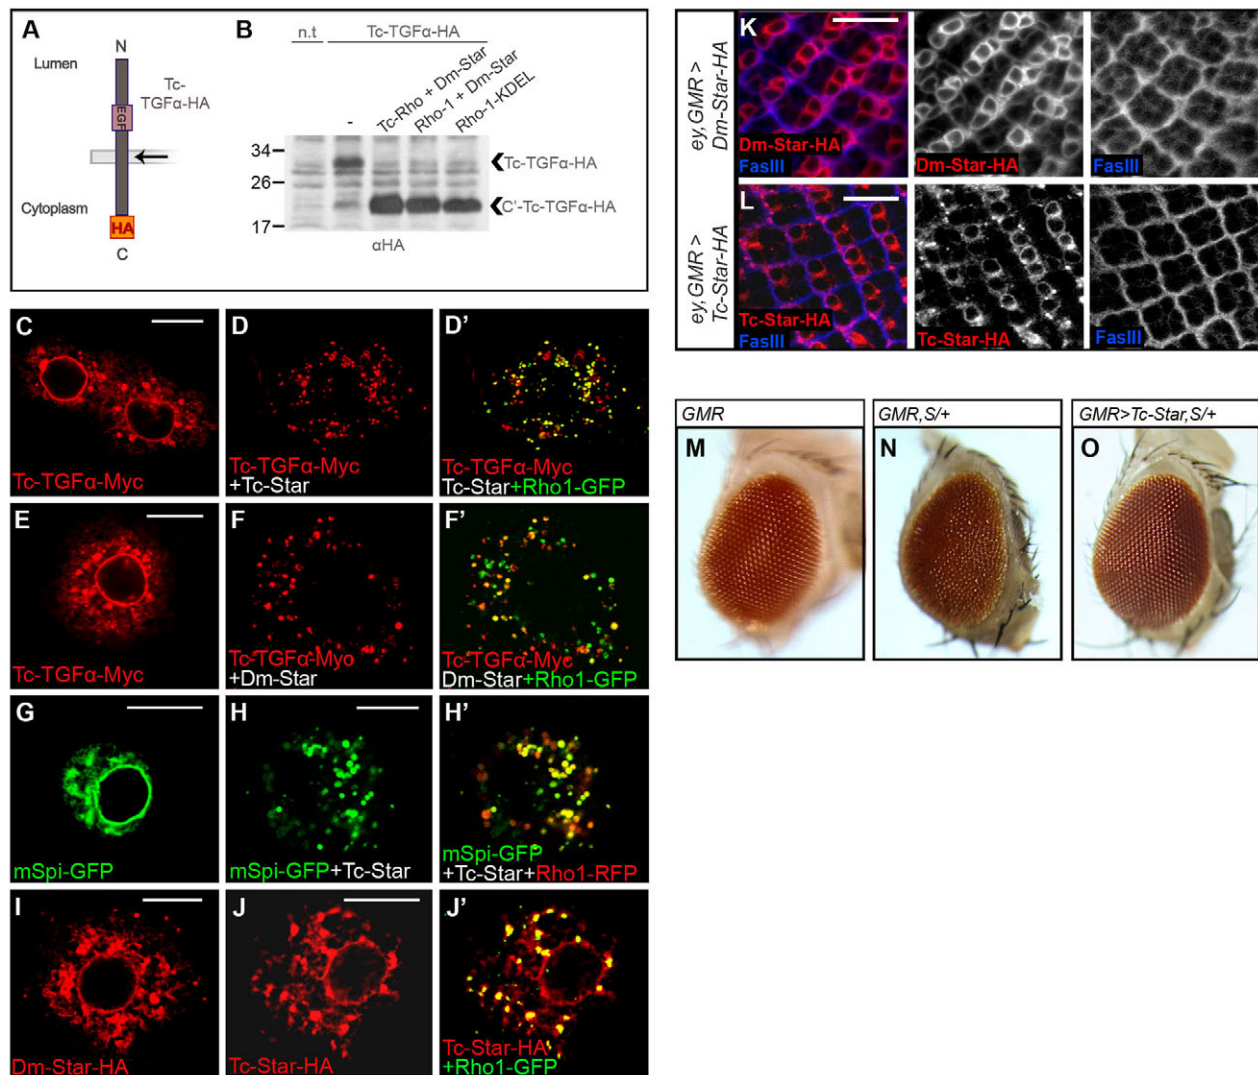 A
N
Lumen
Tc-
TGFα-HA
EGF
Cytoplasm
HA
C
B
n.t
Tc-TGFα-HA
-
Tc-Rho + Dm-Star
Rho-1 + Dm-Star
Rho-1-KDEL
34
26
17
Tc-TGFα-HA
C'-Tc-TGFα-HA
αHA
C
Tc-TGFα-Myc
D
Tc-TGFα-Myc
+Tc-Star
D'
Tc-TGFα-Myc
Tc-Star+Rho1-GFP
E
Tc-TGFα-Myc
F
Tc-TGFα-Myo
+Dm-Star
F'
Tc-TGFα-Myc
Dm-Star+Rho1-GFP
G
mSpi-GFP
H
mSpi-GFP+Tc-Star
H'
mSpi-GFP
+Tc-Star+Rho1-RFP
I
Dm-Star-HA
J
Tc-Star-HA
J'
Tc-Star-HA
+Rho1-GFP
ey,GMR >
Dm-Star-HA
K
Dm-Star-HA
FasIII
Dm-Star-HA
FasIII
ey,GMR >
Tc-Star-HA
L
Tc-Star-HA
FasIII
Tc-Star-HA
FasIII
GMR
M
GMR,S/+
N
GMR>Tc-Star,S/+
O